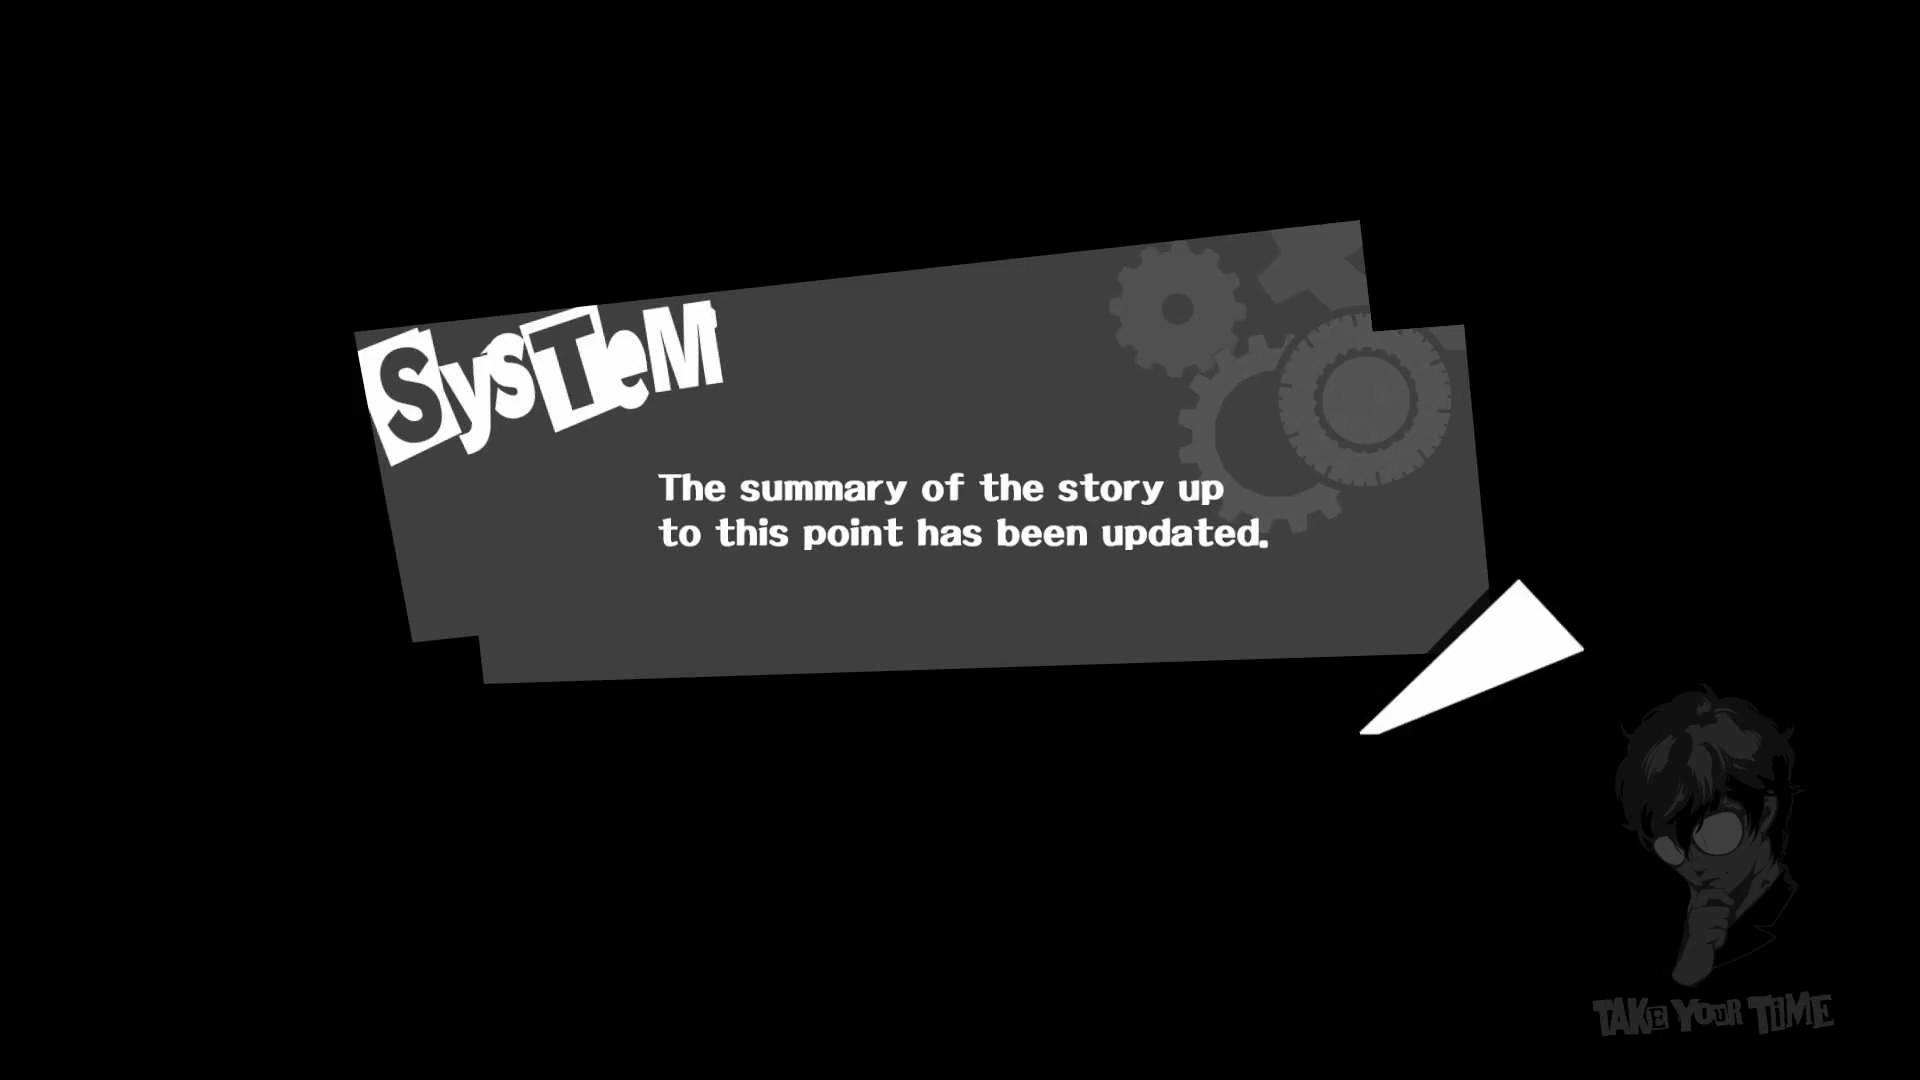 SysTeM
The summary of the story up
to this point has been updated.
TAKE YOUR TiME